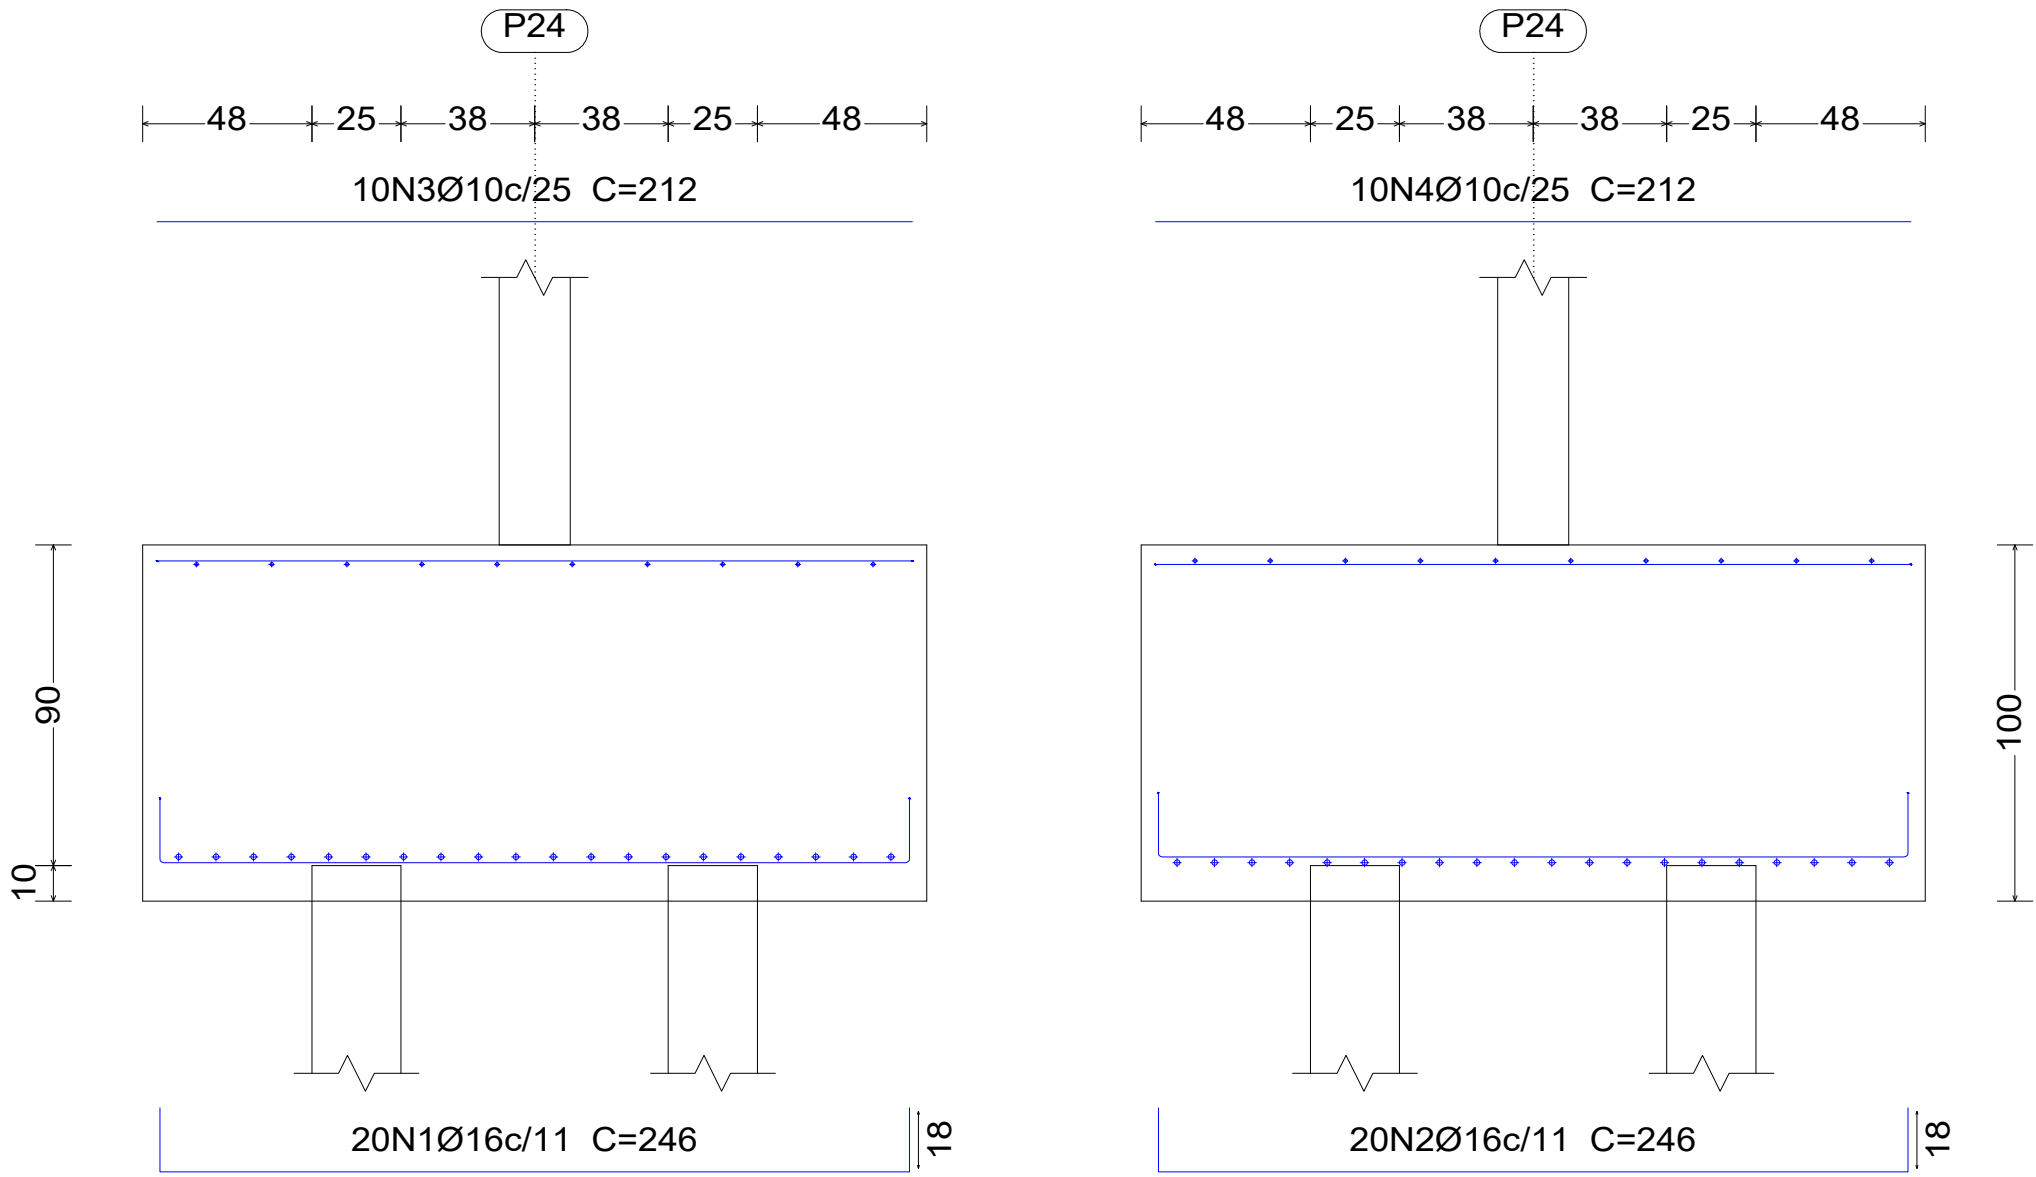 P24 P24
48 25 38 38 25 48 48 25 38 38 25 48
10N3Ø10c/25 C=212 10N4Ø10c/25 C=212
90 100
10
20N1Ø16c/11 C=246 18 20N2Ø16c/11 C=246 18